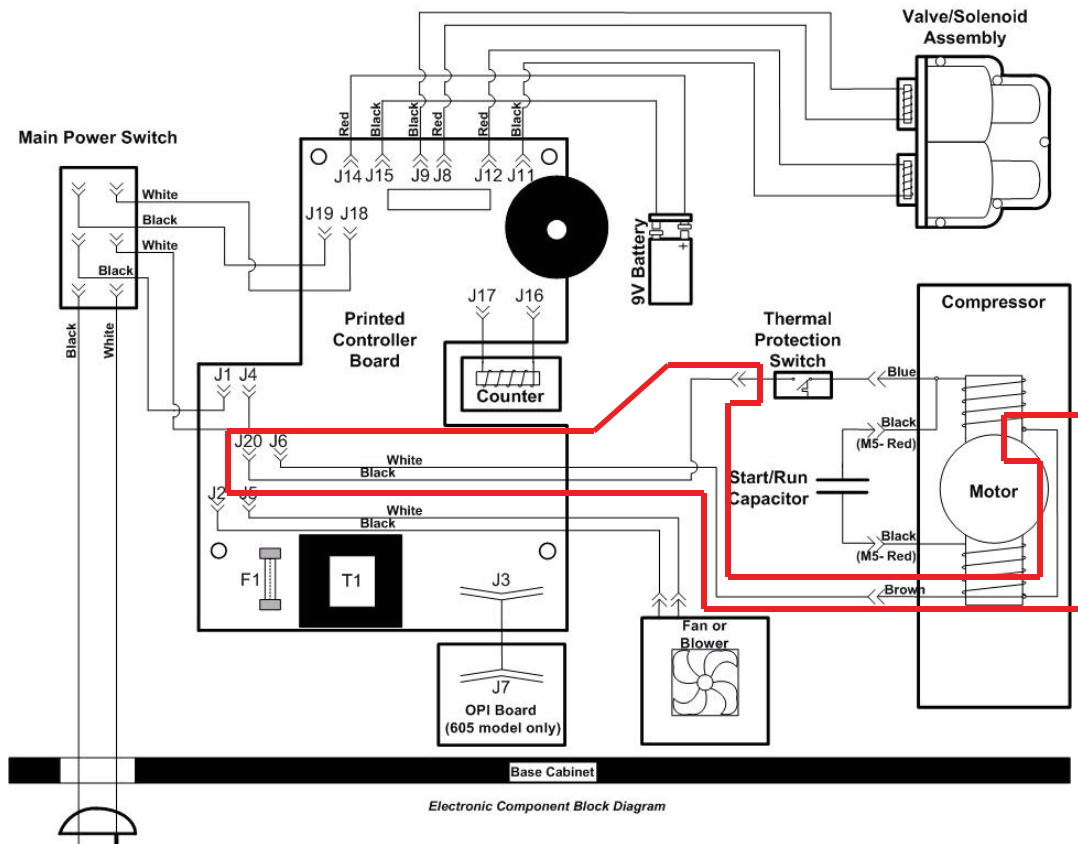 Valve/Solenoid
Assembly
Main Power Switch
Red
Black
Black
Red
Red
Black
J14
J15
J9
J8
J12
J11
White
Black
White
Black
J19
J18
9V Battery
+
Black
White
Printed
Controller
Board
J17
J16
Counter
Thermal
Protection
Switch
Compressor
Blue
J1
J4
J20
J6
White
Black
Black
(M5- Red)
Start/Run
Capacitor
Motor
J2
J5
White
Black
Black
(M5- Red)
F1
T1
J3
Brown
Fan or
Blower
J7
OPI Board
(605 model only)
Base Cabinet
Electronic Component Block Diagram